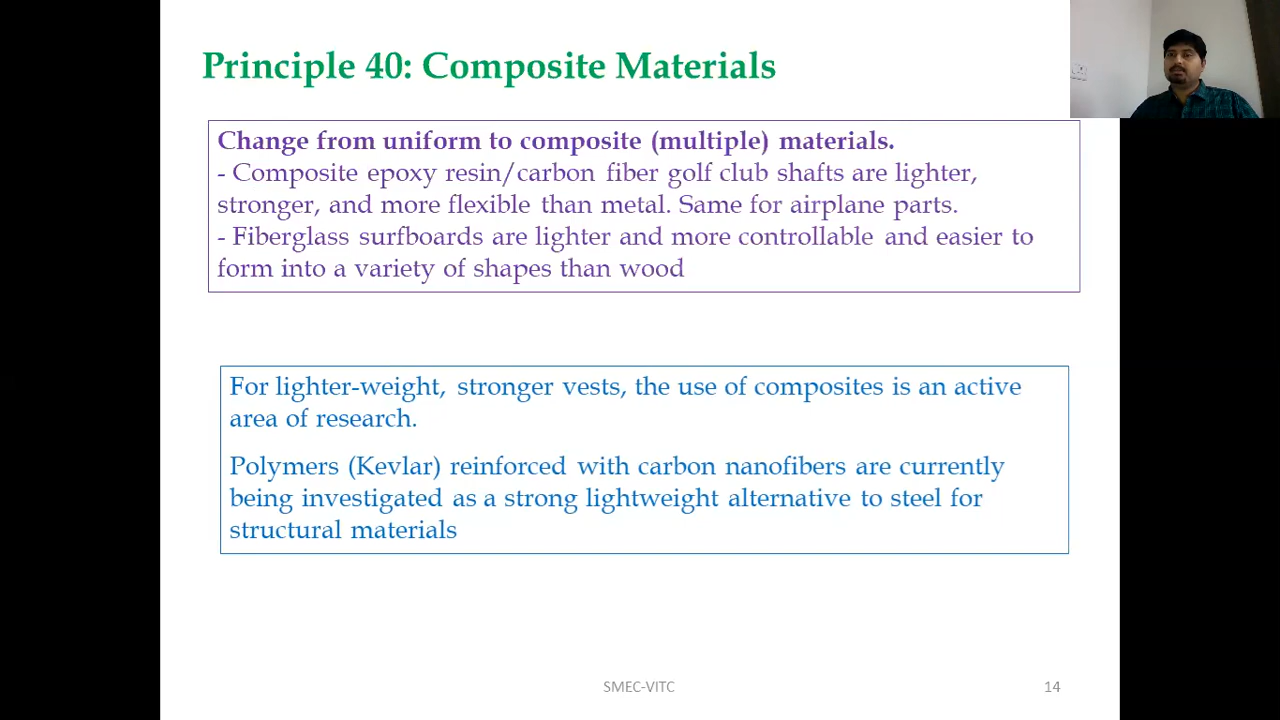 Principle 40: Composite Materials
Change from uniform to composite (multiple) materials.
- Composite epoxy resin/carbon fiber golf club shafts are lighter,
stronger, and more flexible than metal. Same for airplane parts.
- Fiberglass surfboards are lighter and more controllable and easier to
form into a variety of shapes than wood
For lighter-weight, stronger vests, the use of composites is an active
area of research.
Polymers (Kevlar) reinforced with carbon nanofibers are currently
being investigated as a strong lightweight alternative to steel for
structural materials
SMEC-VITC
14